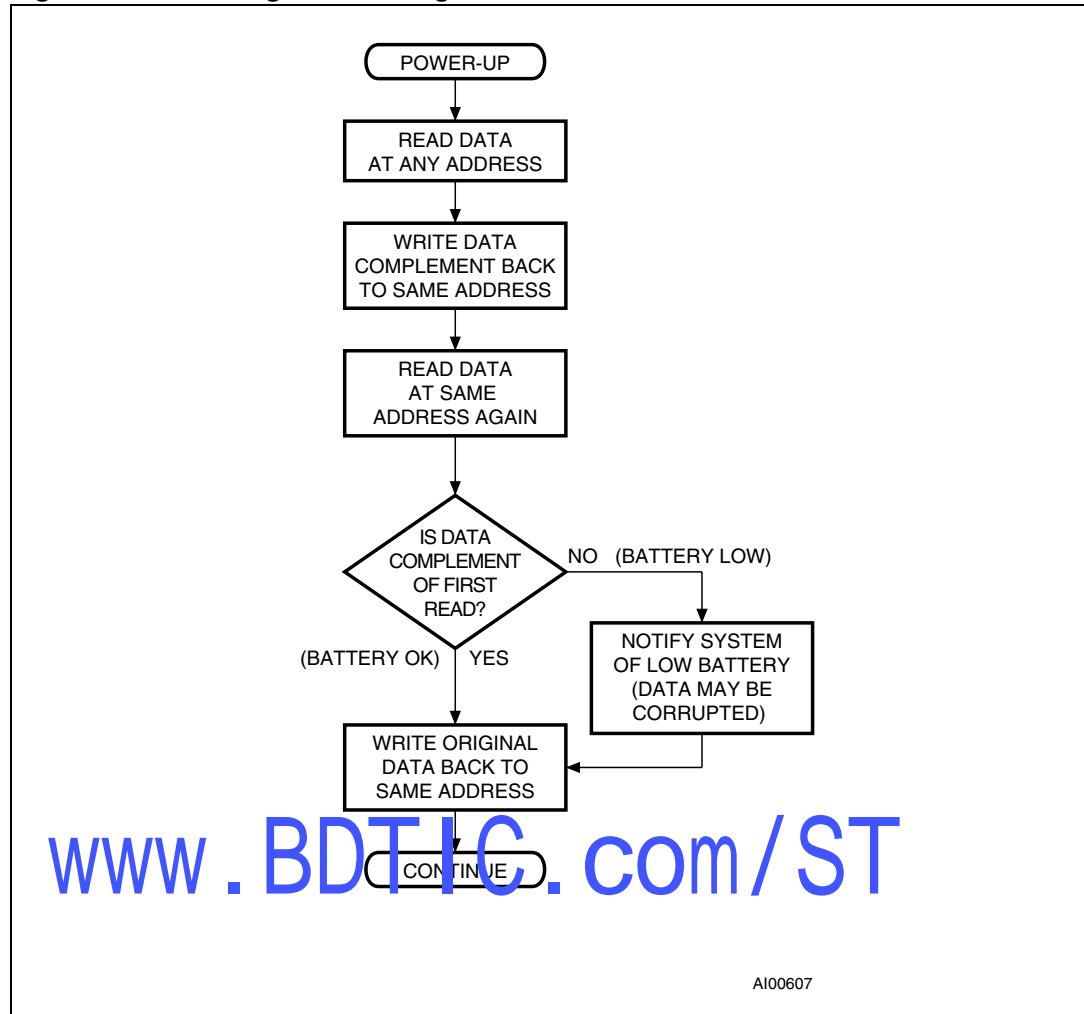 POWER-UP
READ DATA
AT ANY ADDRESS
WRITE DATA
COMPLEMENT BACK
TO SAME ADDRESS
READ DATA
AT SAME
ADDRESS AGAIN
IS DATA
COMPLEMENT
OF FIRST
READ?
NO (BATTERY LOW)
NOTIFY SYSTEM
OF LOW BATTERY
(DATA MAY BE
CORRUPTED)
(BATTERY OK) YES
WRITE ORIGINAL
DATA BACK TO
SAME ADDRESS
CONTINUE
www.BDTIC.com/ST
AI00607